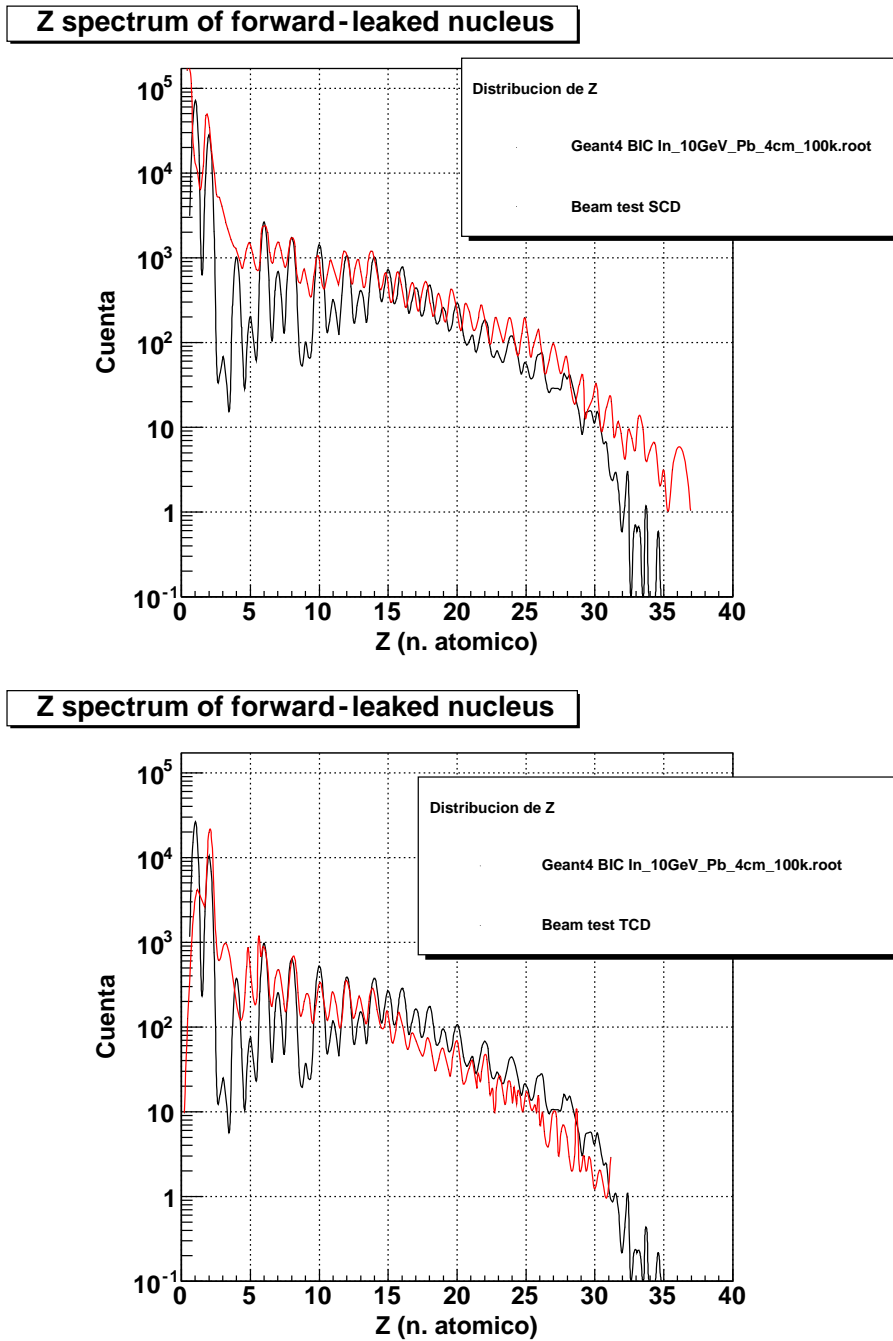 Z spectrum of forward-leaked nucleus
Distribucion de Z
Geant4 BIC In_10GeV_Pb_4cm_100k.root
Beam test SCD
Cuenta
10^5
10^4
10^3
10^2
10
1
10^-1
0 5 10 15 20 25 30 35 40
Z (n. atomico)
Z spectrum of forward-leaked nucleus
Distribucion de Z
Geant4 BIC In_10GeV_Pb_4cm_100k.root
Beam test TCD
Cuenta
10^5
10^4
10^3
10^2
10
1
10^-1
0 5 10 15 20 25 30 35 40
Z (n. atomico)